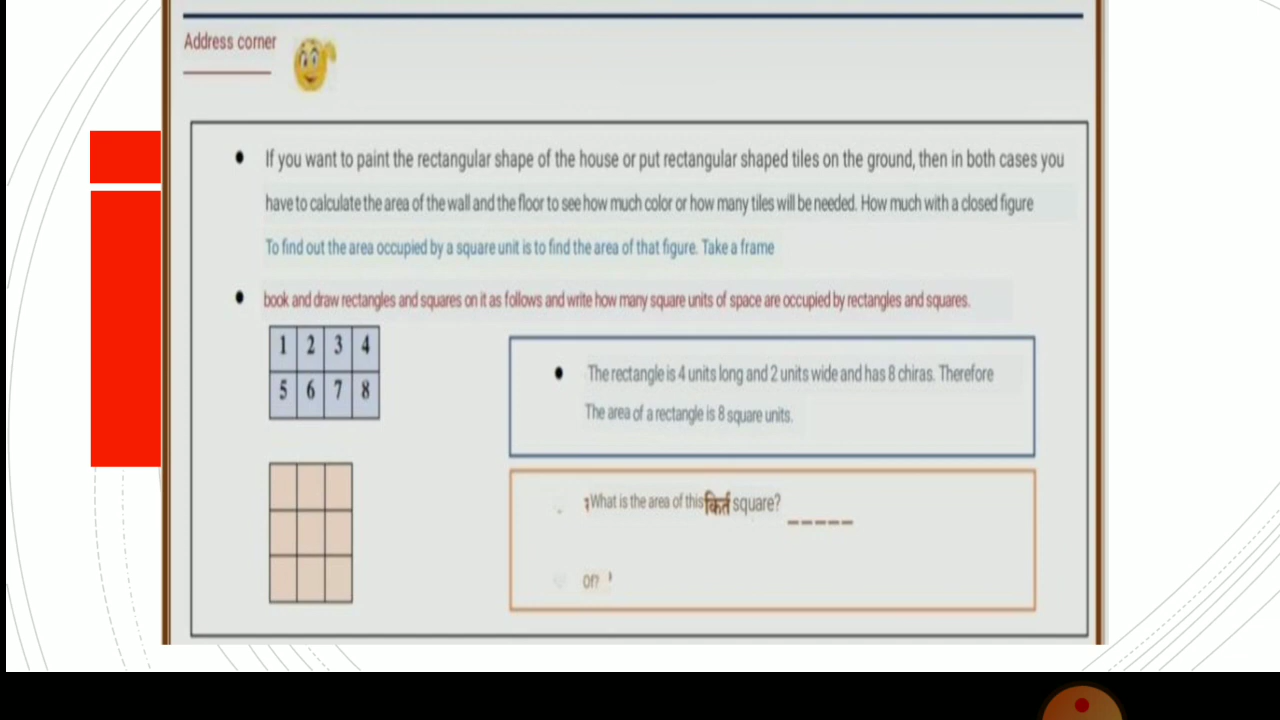 Address corner
If you want to paint the rectangular shape of the house or put rectangular shaped tiles on the ground, then in both cases you
have to calculate the area of the wall and the floor to see how much color or how many tiles will be needed. How much with a closed figure
To find out the area occupied by a square unit is to find the area of that figure. Take a frame
book and draw rectangles and squares on it as follows and write how many square units of space are occupied by rectangles and squares.
1 2 3 4
5 6 7 8
The rectangle is 4 units long and 2 units wide and has 8 chiras. Therefore
The area of a rectangle is 8 square units.
What is the area of this square? _____
on?